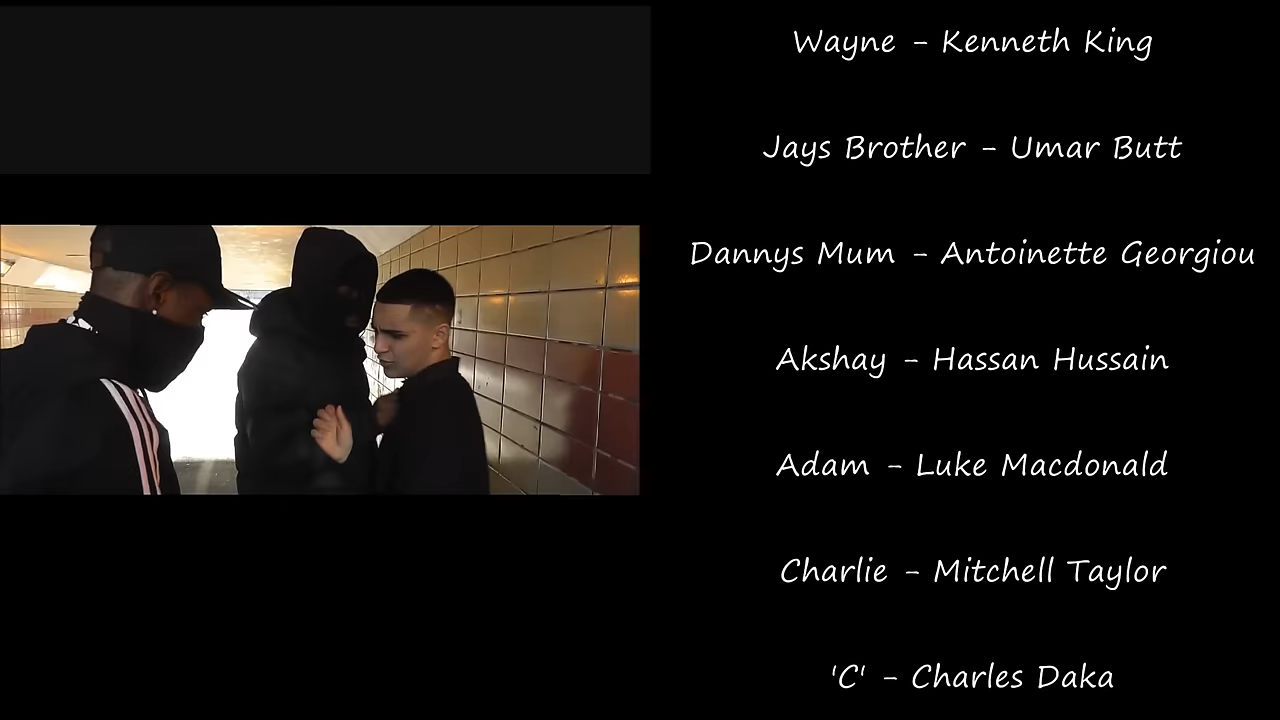 Wayne - Kenneth King
Jays Brother - Umar Butt
Dannys Mum - Antoinette Georgiou
Akshay - Hassan Hussain
Adam - Luke Macdonald
Charlie - Mitchell Taylor
'C' - Charles Daka